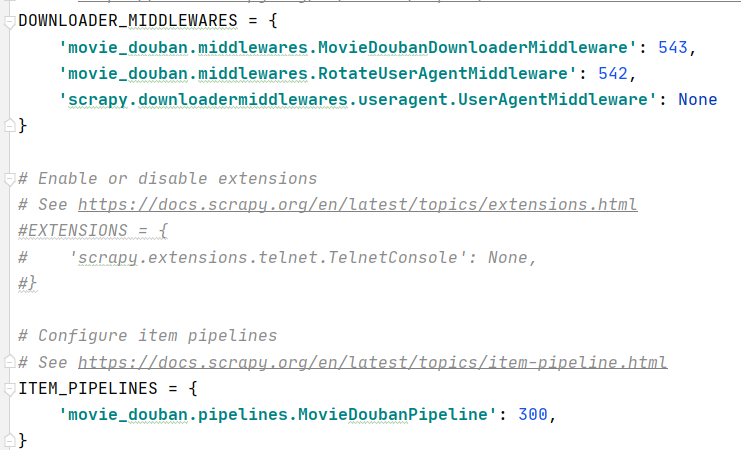 DOWNLOADER_MIDDLEWARES = {
    'movie_douban.middlewares.MovieDoubanDownloaderMiddleware': 543,
    'movie_douban.middlewares.RotateUserAgentMiddleware': 542,
    'scrapy.downloadermiddlewares.useragent.UserAgentMiddleware': None
}

# Enable or disable extensions
# See https://docs.scrapy.org/en/latest/topics/extensions.html
#EXTENSIONS = {
#    'scrapy.extensions.telnet.TelnetConsole': None,
#}

# Configure item pipelines
# See https://docs.scrapy.org/en/latest/topics/item-pipeline.html
ITEM_PIPELINES = {
    'movie_douban.pipelines.MovieDoubanPipeline': 300,
}